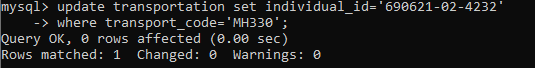 mysql> update transportation set individual_id='690621-02-4232'
    -> where transport_code='MH330';
Query OK, 0 rows affected (0.00 sec)
Rows matched: 1  Changed: 0  Warnings: 0